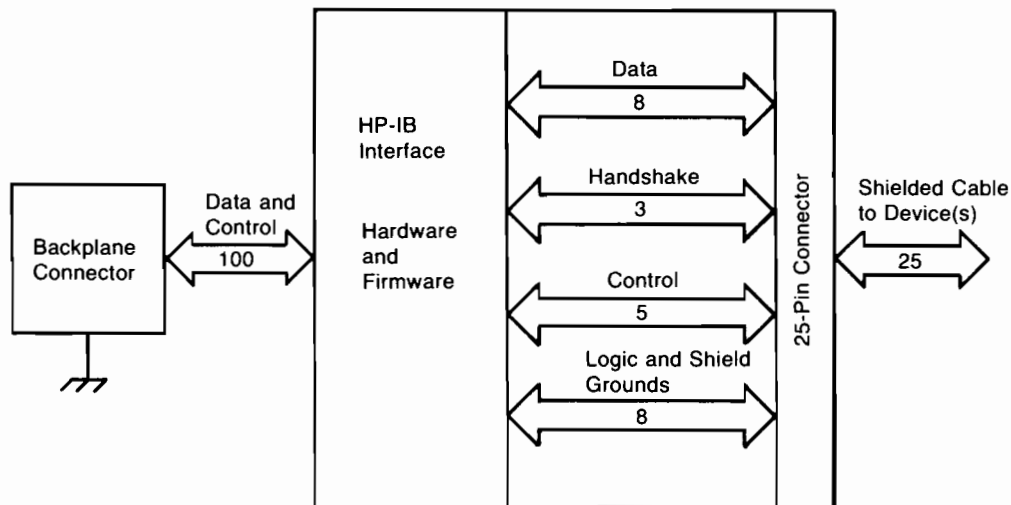 Backplane
Connector
Data and
Control
100
HP-IB
Interface
Hardware
and
Firmware
Data
8
Handshake
3
Control
5
Logic and Shield
Grounds
8
25-Pin Connector
Shielded Cable
to Device(s)
25